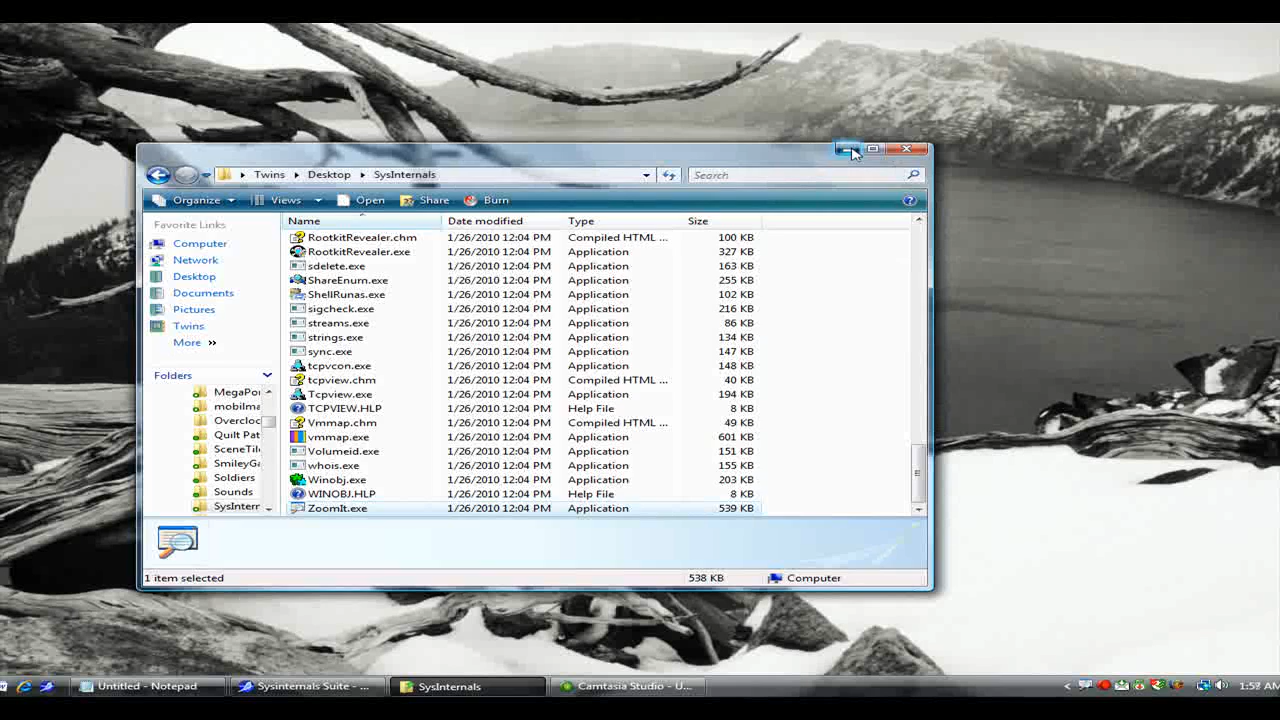 Twins Desktop SysInternals Search
Organize Views Open Share Burn
Favorite Links
Computer
Network
Desktop
Documents
Pictures
Twins
More »
Folders
MegaPo
mobilma
Overcloc
Quilt Pat
SceneTil
SmileyGa
Soldiers
Sounds
SysIntern
Name Date modified Type Size
RootkitRevealer.chm 1/26/2010 12:04 PM Compiled HTML ... 100 KB
RootkitRevealer.exe 1/26/2010 12:04 PM Application 327 KB
sdelete.exe 1/26/2010 12:04 PM Application 163 KB
ShareEnum.exe 1/26/2010 12:04 PM Application 255 KB
ShellRunas.exe 1/26/2010 12:04 PM Application 102 KB
sigcheck.exe 1/26/2010 12:04 PM Application 216 KB
streams.exe 1/26/2010 12:04 PM Application 86 KB
strings.exe 1/26/2010 12:04 PM Application 134 KB
sync.exe 1/26/2010 12:04 PM Application 147 KB
tcpvcon.exe 1/26/2010 12:04 PM Application 148 KB
tcpview.chm 1/26/2010 12:04 PM Compiled HTML ... 40 KB
Tcpview.exe 1/26/2010 12:04 PM Application 194 KB
TCPVIEW.HLP 1/26/2010 12:04 PM Help File 8 KB
Vmmap.chm 1/26/2010 12:04 PM Compiled HTML ... 49 KB
vmmap.exe 1/26/2010 12:04 PM Application 601 KB
Volumeid.exe 1/26/2010 12:04 PM Application 151 KB
whois.exe 1/26/2010 12:04 PM Application 155 KB
Winobj.exe 1/26/2010 12:04 PM Application 203 KB
WINOBJ.HLP 1/26/2010 12:04 PM Help File 8 KB
ZoomIt.exe 1/26/2010 12:04 PM Application 539 KB
1 item selected 538 KB Computer
Untitled - Notepad Sysinternals Suite - ... SysInternals Camtasia Studio - U...